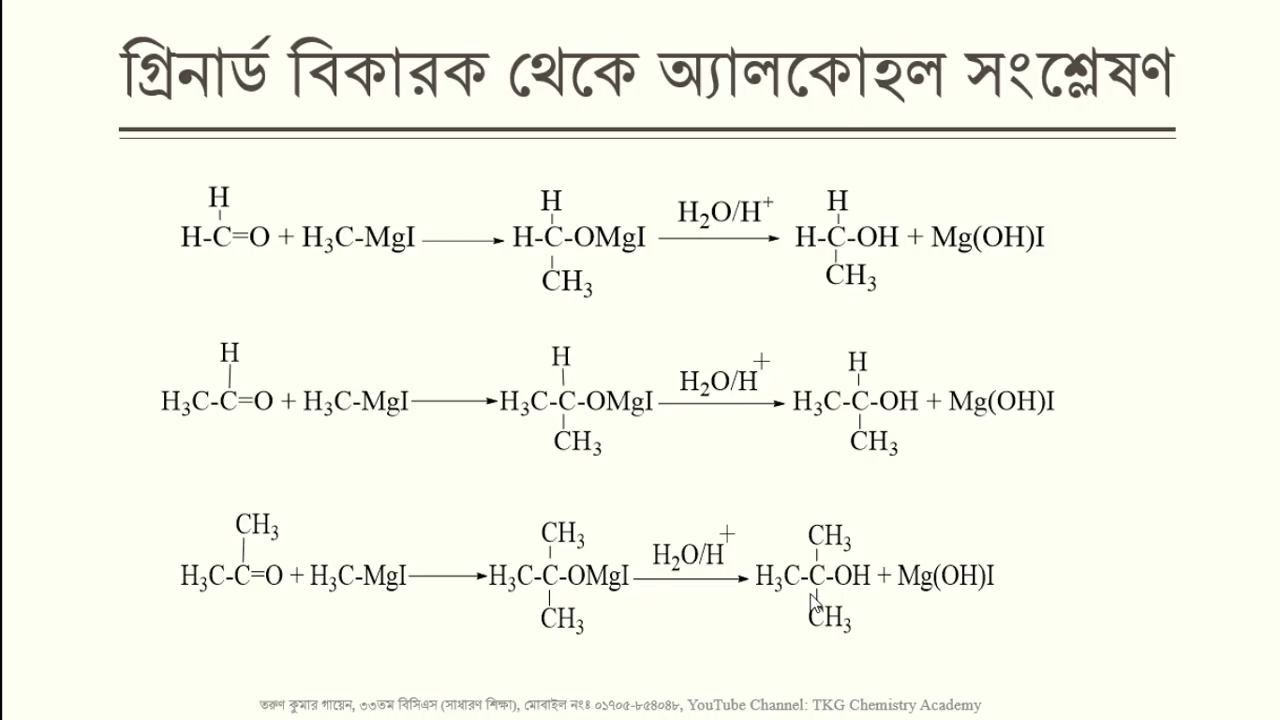 গ্রিনার্ড বিকারক থেকে অ্যালকোহল সংশ্লেষণ
H H H
H-C=O + H₃C-MgI H-C-OMgI H₂O/H⁺ H-C-OH + Mg(OH)I
CH₃ CH₃
H H H
H₃C-C=O + H₃C-MgI H₃C-C-OMgI H₂O/H⁺ H₃C-C-OH + Mg(OH)I
CH₃ CH₃
CH₃ CH₃ CH₃
H₃C-C=O + H₃C-MgI H₃C-C-OMgI H₂O/H⁺ H₃C-C-OH + Mg(OH)I
CH₃ CH₃
তরুণ কুমার গায়েন, ৩৩তম বিসিএস (সাধারণ শিক্ষা), মোবাইল নংঃ ০১৭০৫-৮৫৪০৪৮, YouTube Channel: TKG Chemistry Academy